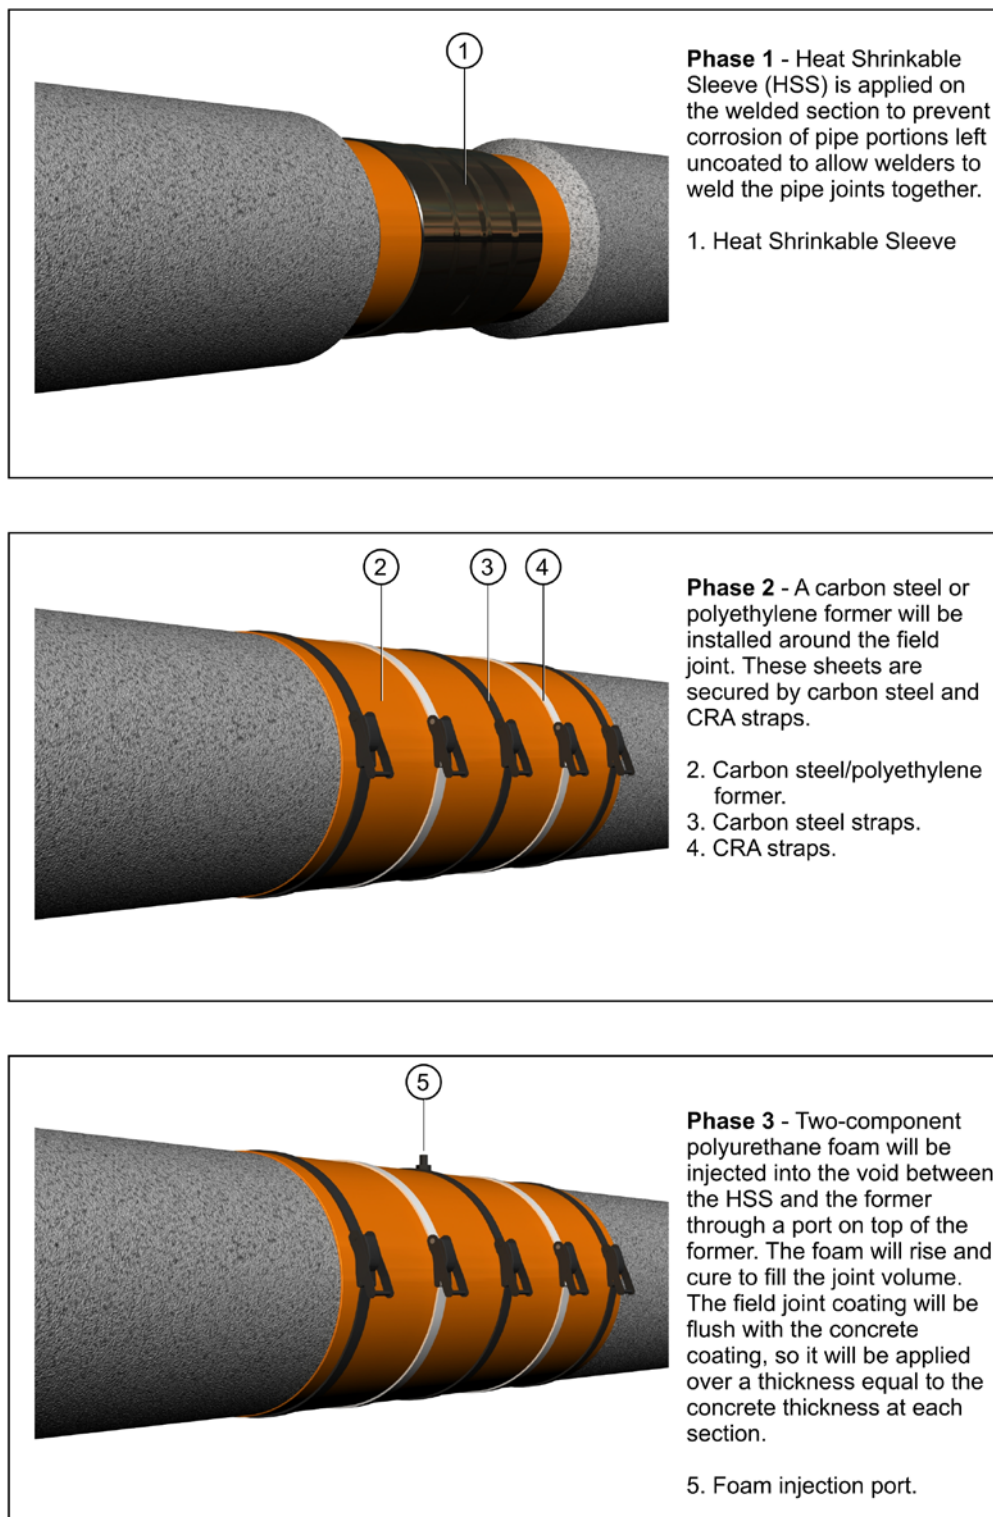 1
Phase 1 - Heat Shrinkable
Sleeve (HSS) is applied on
the welded section to prevent
corrosion of pipe portions left
uncoated to allow welders to
weld the pipe joints together.
1. Heat Shrinkable Sleeve
2 3 4
Phase 2 - A carbon steel or
polyethylene former will be
installed around the field
joint. These sheets are
secured by carbon steel and
CRA straps.
2. Carbon steel/polyethylene
former.
3. Carbon steel straps.
4. CRA straps.
5
Phase 3 - Two-component
polyurethane foam will be
injected into the void between
the HSS and the former
through a port on top of the
former. The foam will rise and
cure to fill the joint volume.
The field joint coating will be
flush with the concrete
coating, so it will be applied
over a thickness equal to the
concrete thickness at each
section.
5. Foam injection port.